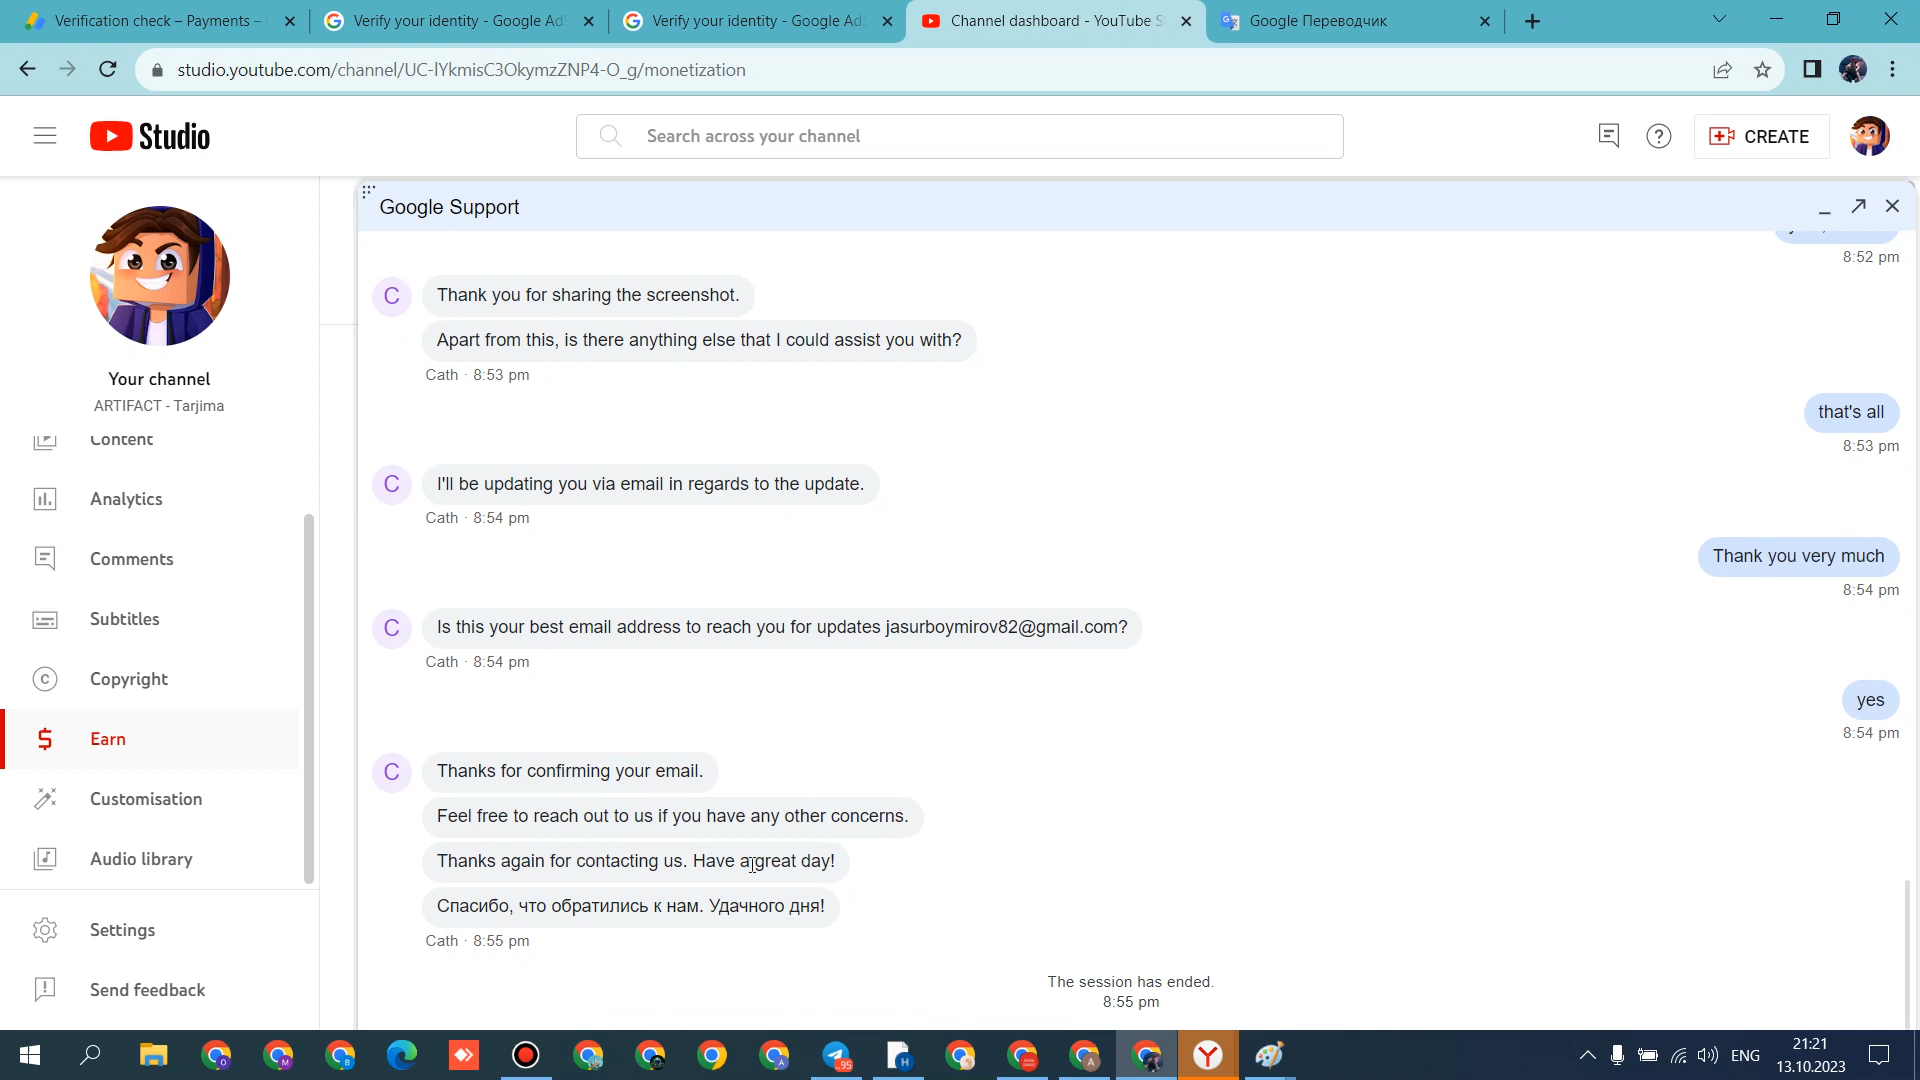 Verification check – Payments –
Verify your identity - Google Ad
Verify your identity - Google Ad
Channel dashboard - YouTube S
Google Переводчик
studio.youtube.com/channel/UC-lYkmisC3OkymzZNP4-O_g/monetization
Studio
Search across your channel
CREATE
Your channel
ARTIFACT - Tarjima
Content
Analytics
Comments
Subtitles
Copyright
Earn
Customisation
Audio library
Settings
Send feedback
Google Support
8:52 pm
C
Thank you for sharing the screenshot.
Apart from this, is there anything else that I could assist you with?
Cath · 8:53 pm
that's all
8:53 pm
C
I'll be updating you via email in regards to the update.
Cath · 8:54 pm
Thank you very much
8:54 pm
C
Is this your best email address to reach you for updates jasurboymirov82@gmail.com?
Cath · 8:54 pm
yes
8:54 pm
C
Thanks for confirming your email.
Feel free to reach out to us if you have any other concerns.
Thanks again for contacting us. Have a great day!
Спасибо, что обратились к нам. Удачного дня!
Cath · 8:55 pm
The session has ended.
8:55 pm
ENG
21:21
13.10.2023